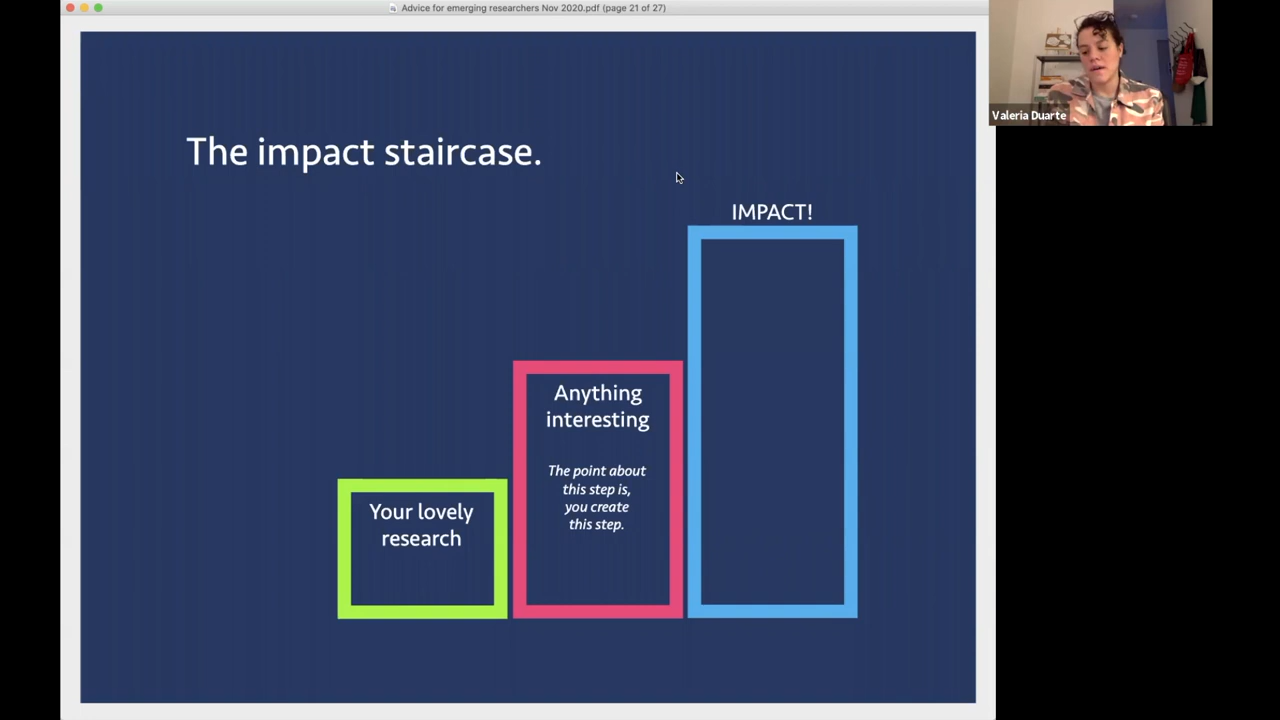 Advice for emerging researchers Nov 2020.pdf (page 21 of 27)
Valeria Duarte
The impact staircase.
IMPACT!
Anything
interesting
The point about
this step is,
you create
this step.
Your lovely
research